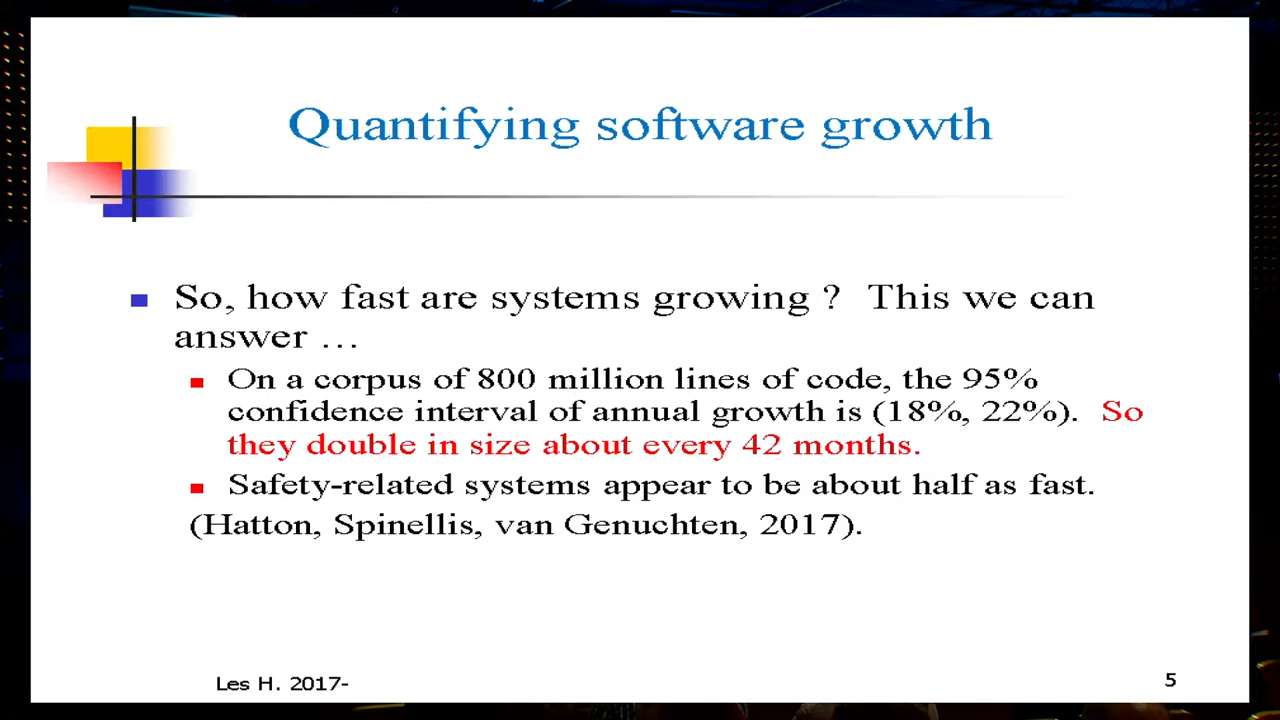 Quantifying software growth
So, how fast are systems growing ? This we can
answer …
On a corpus of 800 million lines of code, the 95%
confidence interval of annual growth is (18%, 22%). So
they double in size about every 42 months.
Safety-related systems appear to be about half as fast.
(Hatton, Spinellis, van Genuchten, 2017).
Les H. 2017-
5